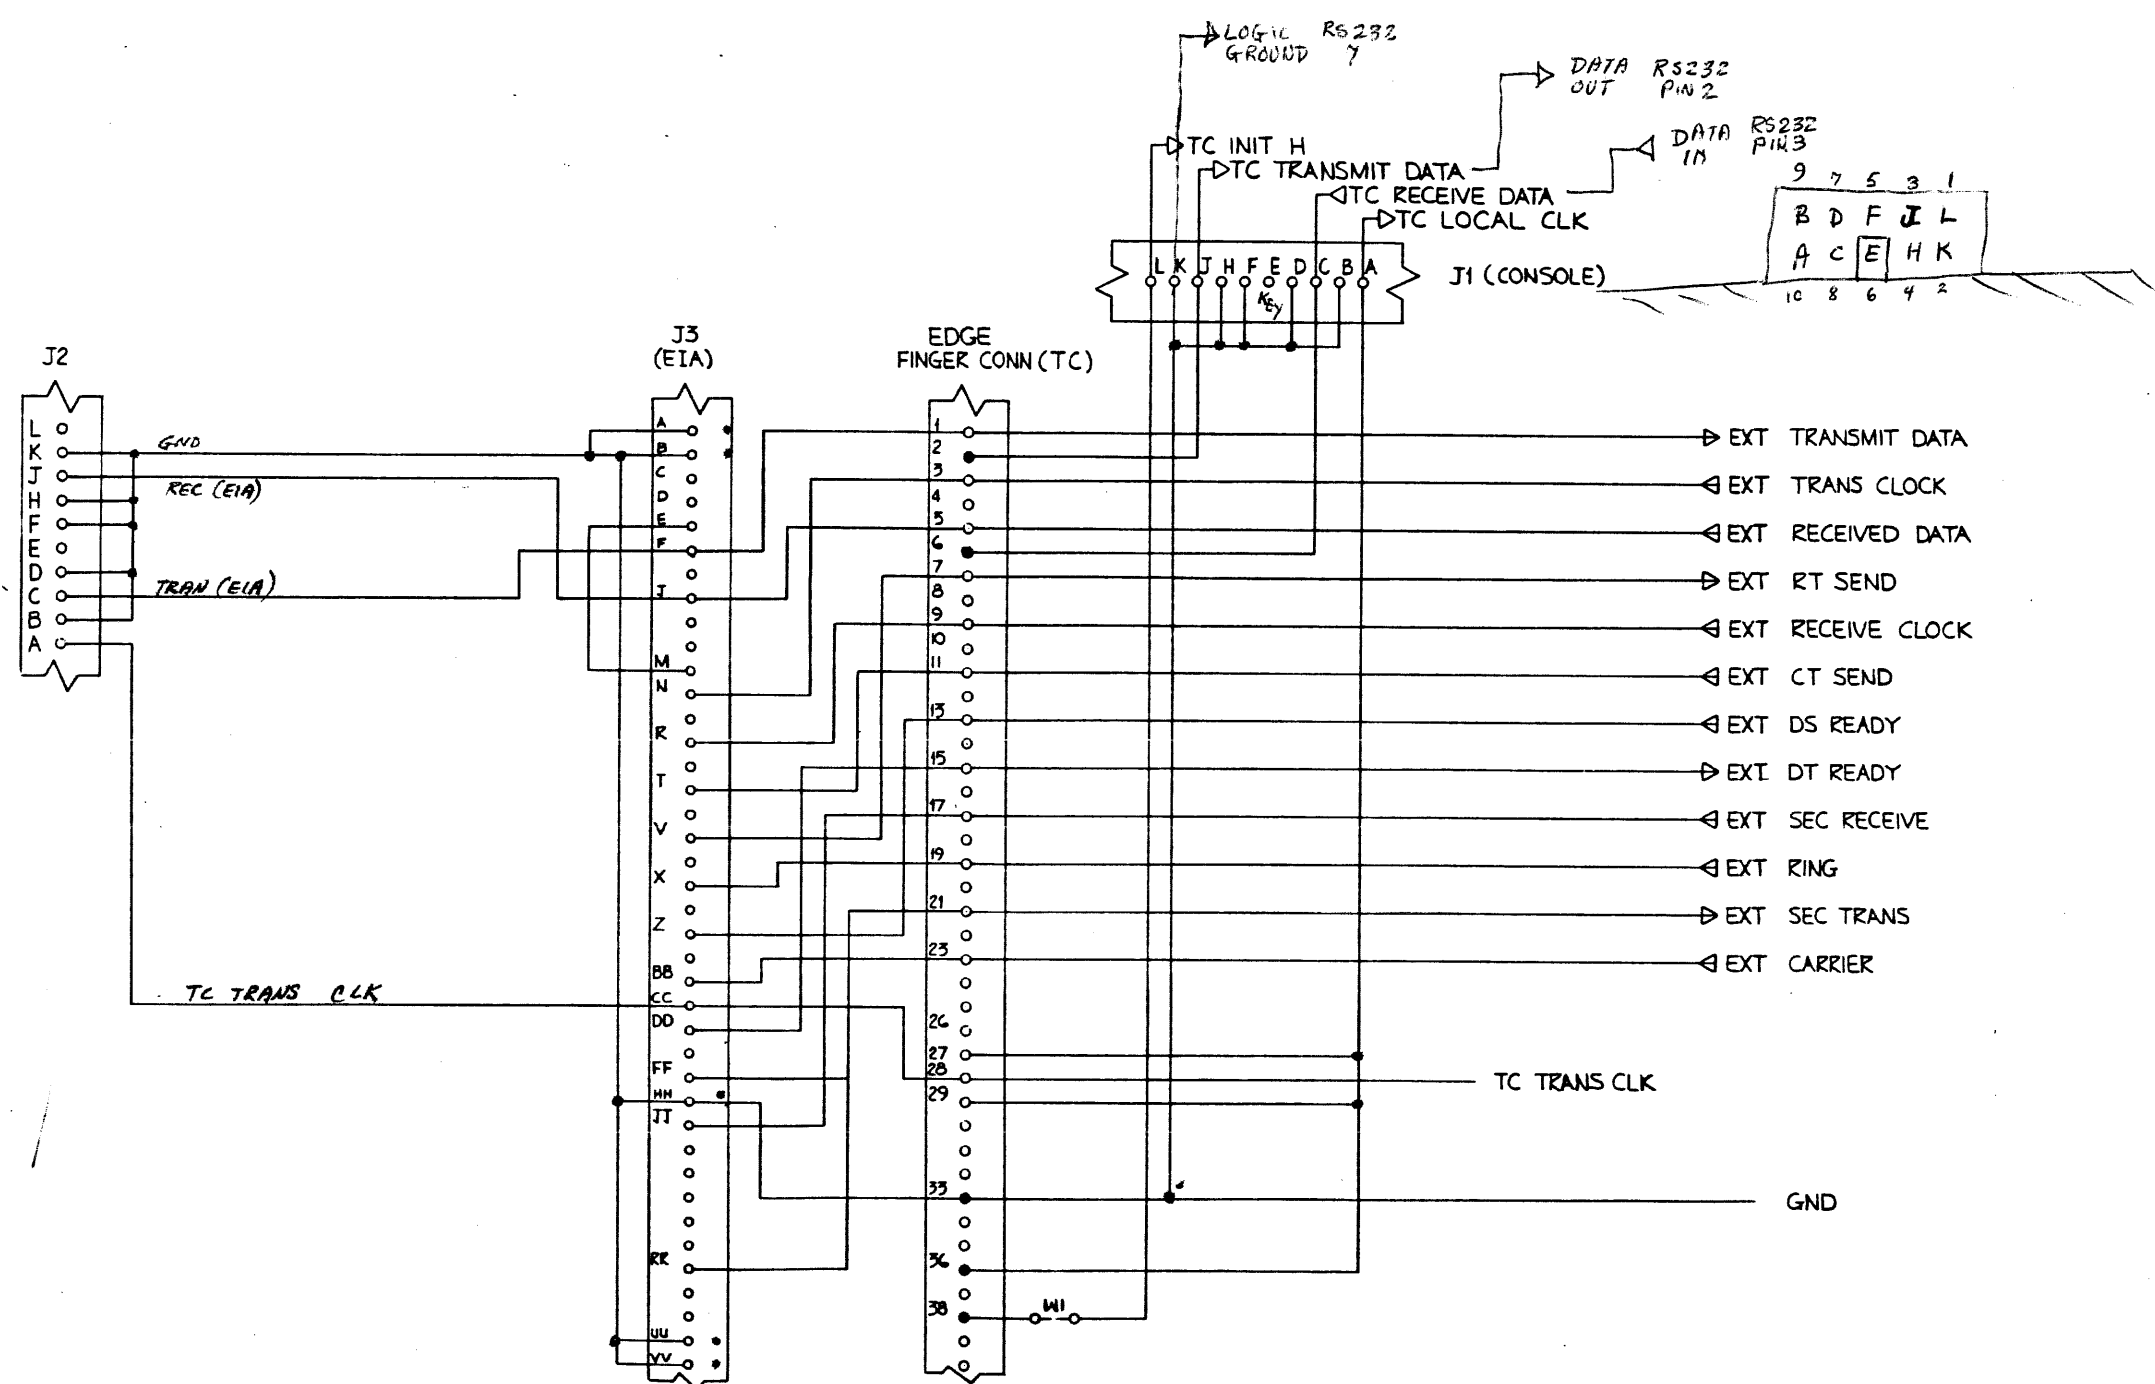 LOGIC RS232
GROUND 7
DATA RS232
OUT PIN 2
DATA RS232
IN PIN3
TC INIT H
TC TRANSMIT DATA
TC RECEIVE DATA
TC LOCAL CLK
9 7 5 3 1
B D F J L
A C E H K
10 8 6 4 2
L K J H F E D C B A
KEY
J1 (CONSOLE)
J2
L
K
J
H
F
E
D
C
B
A
GND
REC (EIA)
TRAN (EIA)
TC TRANS CLK
J3
(EIA)
A
B
C
D
E
F
J
M
N
R
T
V
X
Z
BB
CC
DD
FF
HH
JJ
RR
UU
VV
EDGE
FINGER CONN (TC)
1
2
3
4
5
6
7
8
9
10
11
13
15
17
19
21
23
26
27
28
29
33
36
38
W1
EXT TRANSMIT DATA
EXT TRANS CLOCK
EXT RECEIVED DATA
EXT RT SEND
EXT RECEIVE CLOCK
EXT CT SEND
EXT DS READY
EXT DT READY
EXT SEC RECEIVE
EXT RING
EXT SEC TRANS
EXT CARRIER
TC TRANS CLK
GND